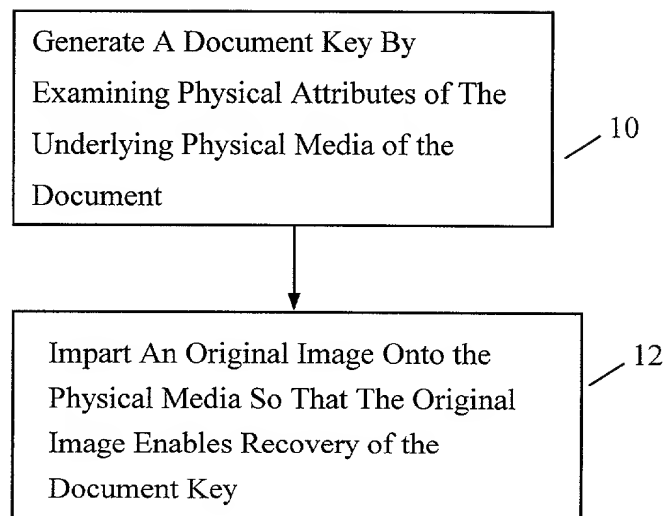 Generate A Document Key By
Examining Physical Attributes of The
Underlying Physical Media of the
Document
10
Impart An Original Image Onto the
Physical Media So That The Original
Image Enables Recovery of the
Document Key
12